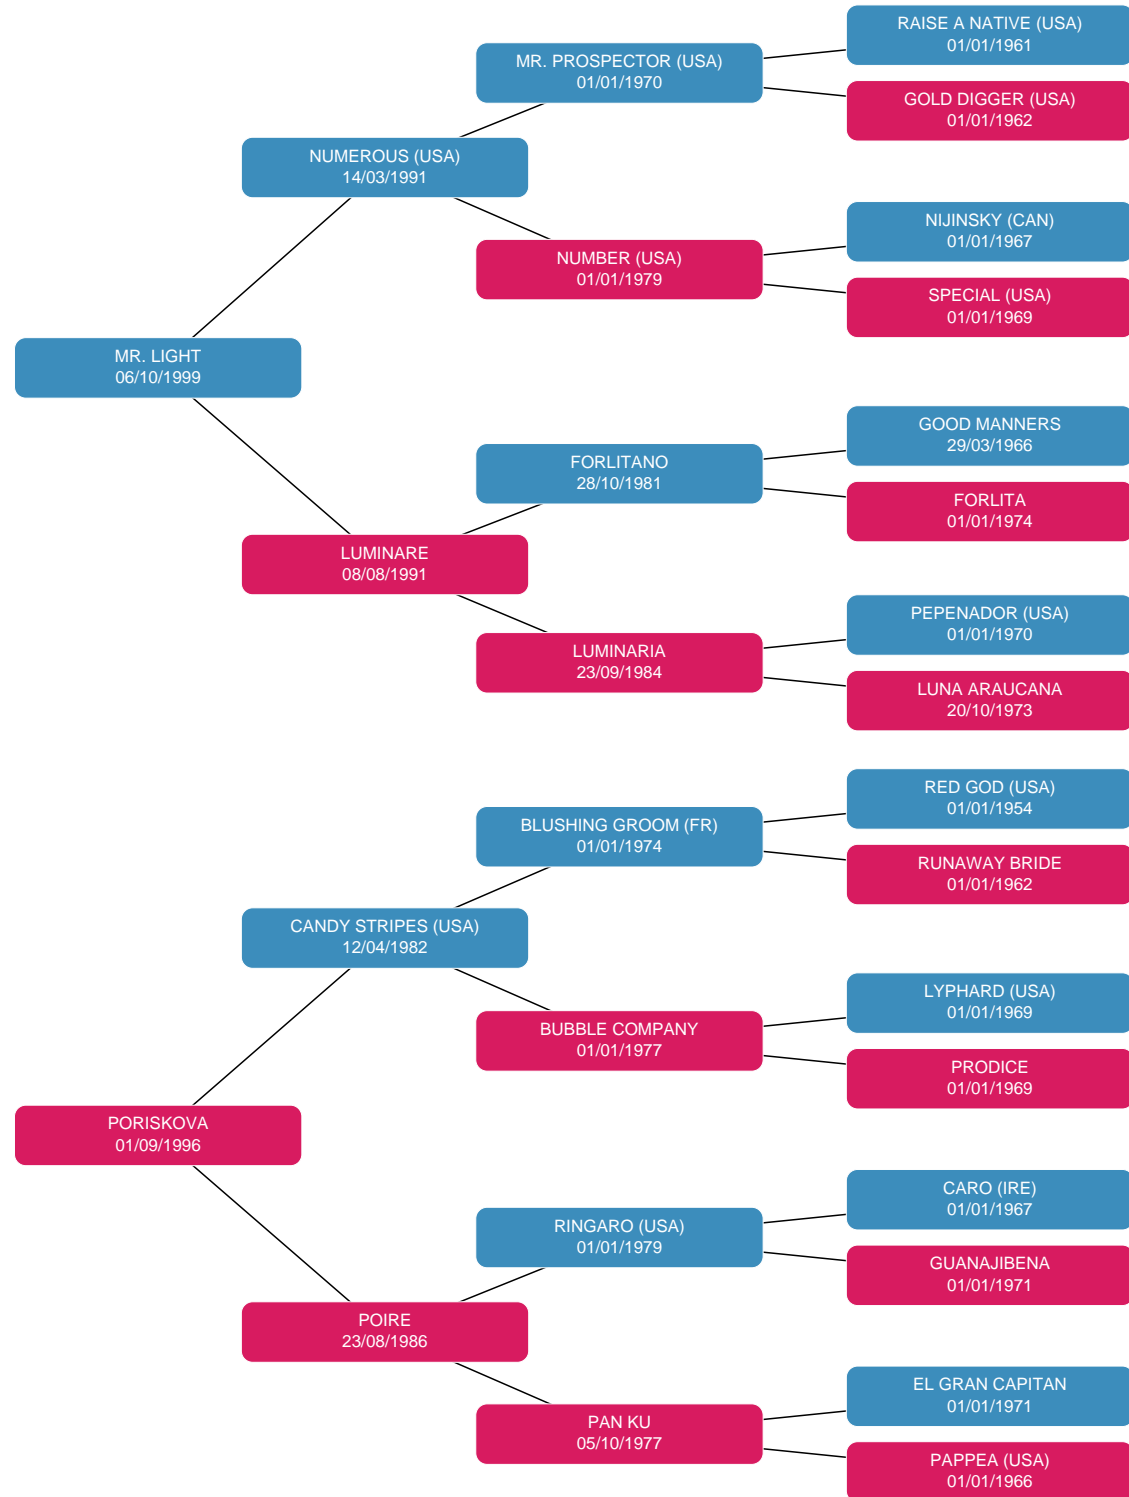 RAISE A NATIVE (USA)
01/01/1961
MR. PROSPECTOR (USA)
01/01/1970
GOLD DIGGER (USA)
01/01/1962
NUMEROUS (USA)
14/03/1991
NIJINSKY (CAN)
01/01/1967
NUMBER (USA)
01/01/1979
SPECIAL (USA)
01/01/1969
MR. LIGHT
06/10/1999
GOOD MANNERS
29/03/1966
FORLITANO
28/10/1981
FORLITA
01/01/1974
LUMINARE
08/08/1991
PEPENADOR (USA)
01/01/1970
LUMINARIA
23/09/1984
LUNA ARAUCANA
20/10/1973
RED GOD (USA)
01/01/1954
BLUSHING GROOM (FR)
01/01/1974
RUNAWAY BRIDE
01/01/1962
CANDY STRIPES (USA)
12/04/1982
LYPHARD (USA)
01/01/1969
BUBBLE COMPANY
01/01/1977
PRODICE
01/01/1969
PORISKOVA
01/09/1996
CARO (IRE)
01/01/1967
RINGARO (USA)
01/01/1979
GUANAJIBENA
01/01/1971
POIRE
23/08/1986
EL GRAN CAPITAN
01/01/1971
PAN KU
05/10/1977
PAPPEA (USA)
01/01/1966